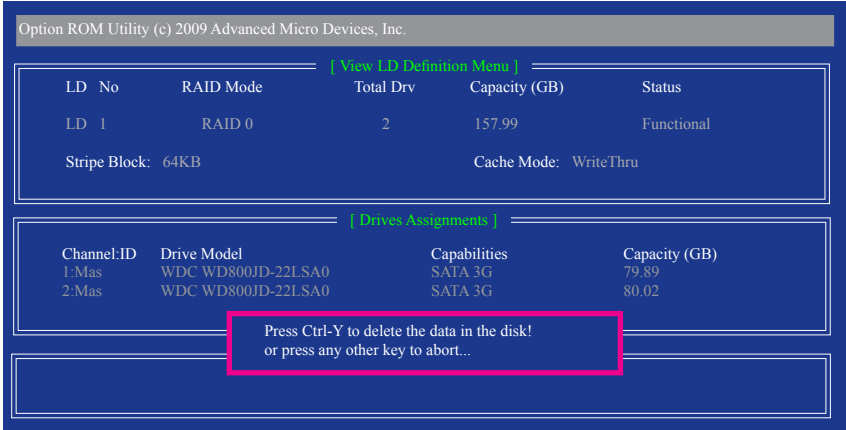 Option ROM Utility (c) 2009 Advanced Micro Devices, Inc.
[ View LD Definition Menu ]
LD No RAID Mode Total Drv Capacity (GB) Status
LD 1 RAID 0 2 157.99 Functional
Stripe Block: 64KB Cache Mode: WriteThru
[ Drives Assignments ]
Channel:ID Drive Model Capabilities Capacity (GB)
1:Mas WDC WD800JD-22LSA0 SATA 3G 79.89
2:Mas WDC WD800JD-22LSA0 SATA 3G 80.02
Press Ctrl-Y to delete the data in the disk!
or press any other key to abort...